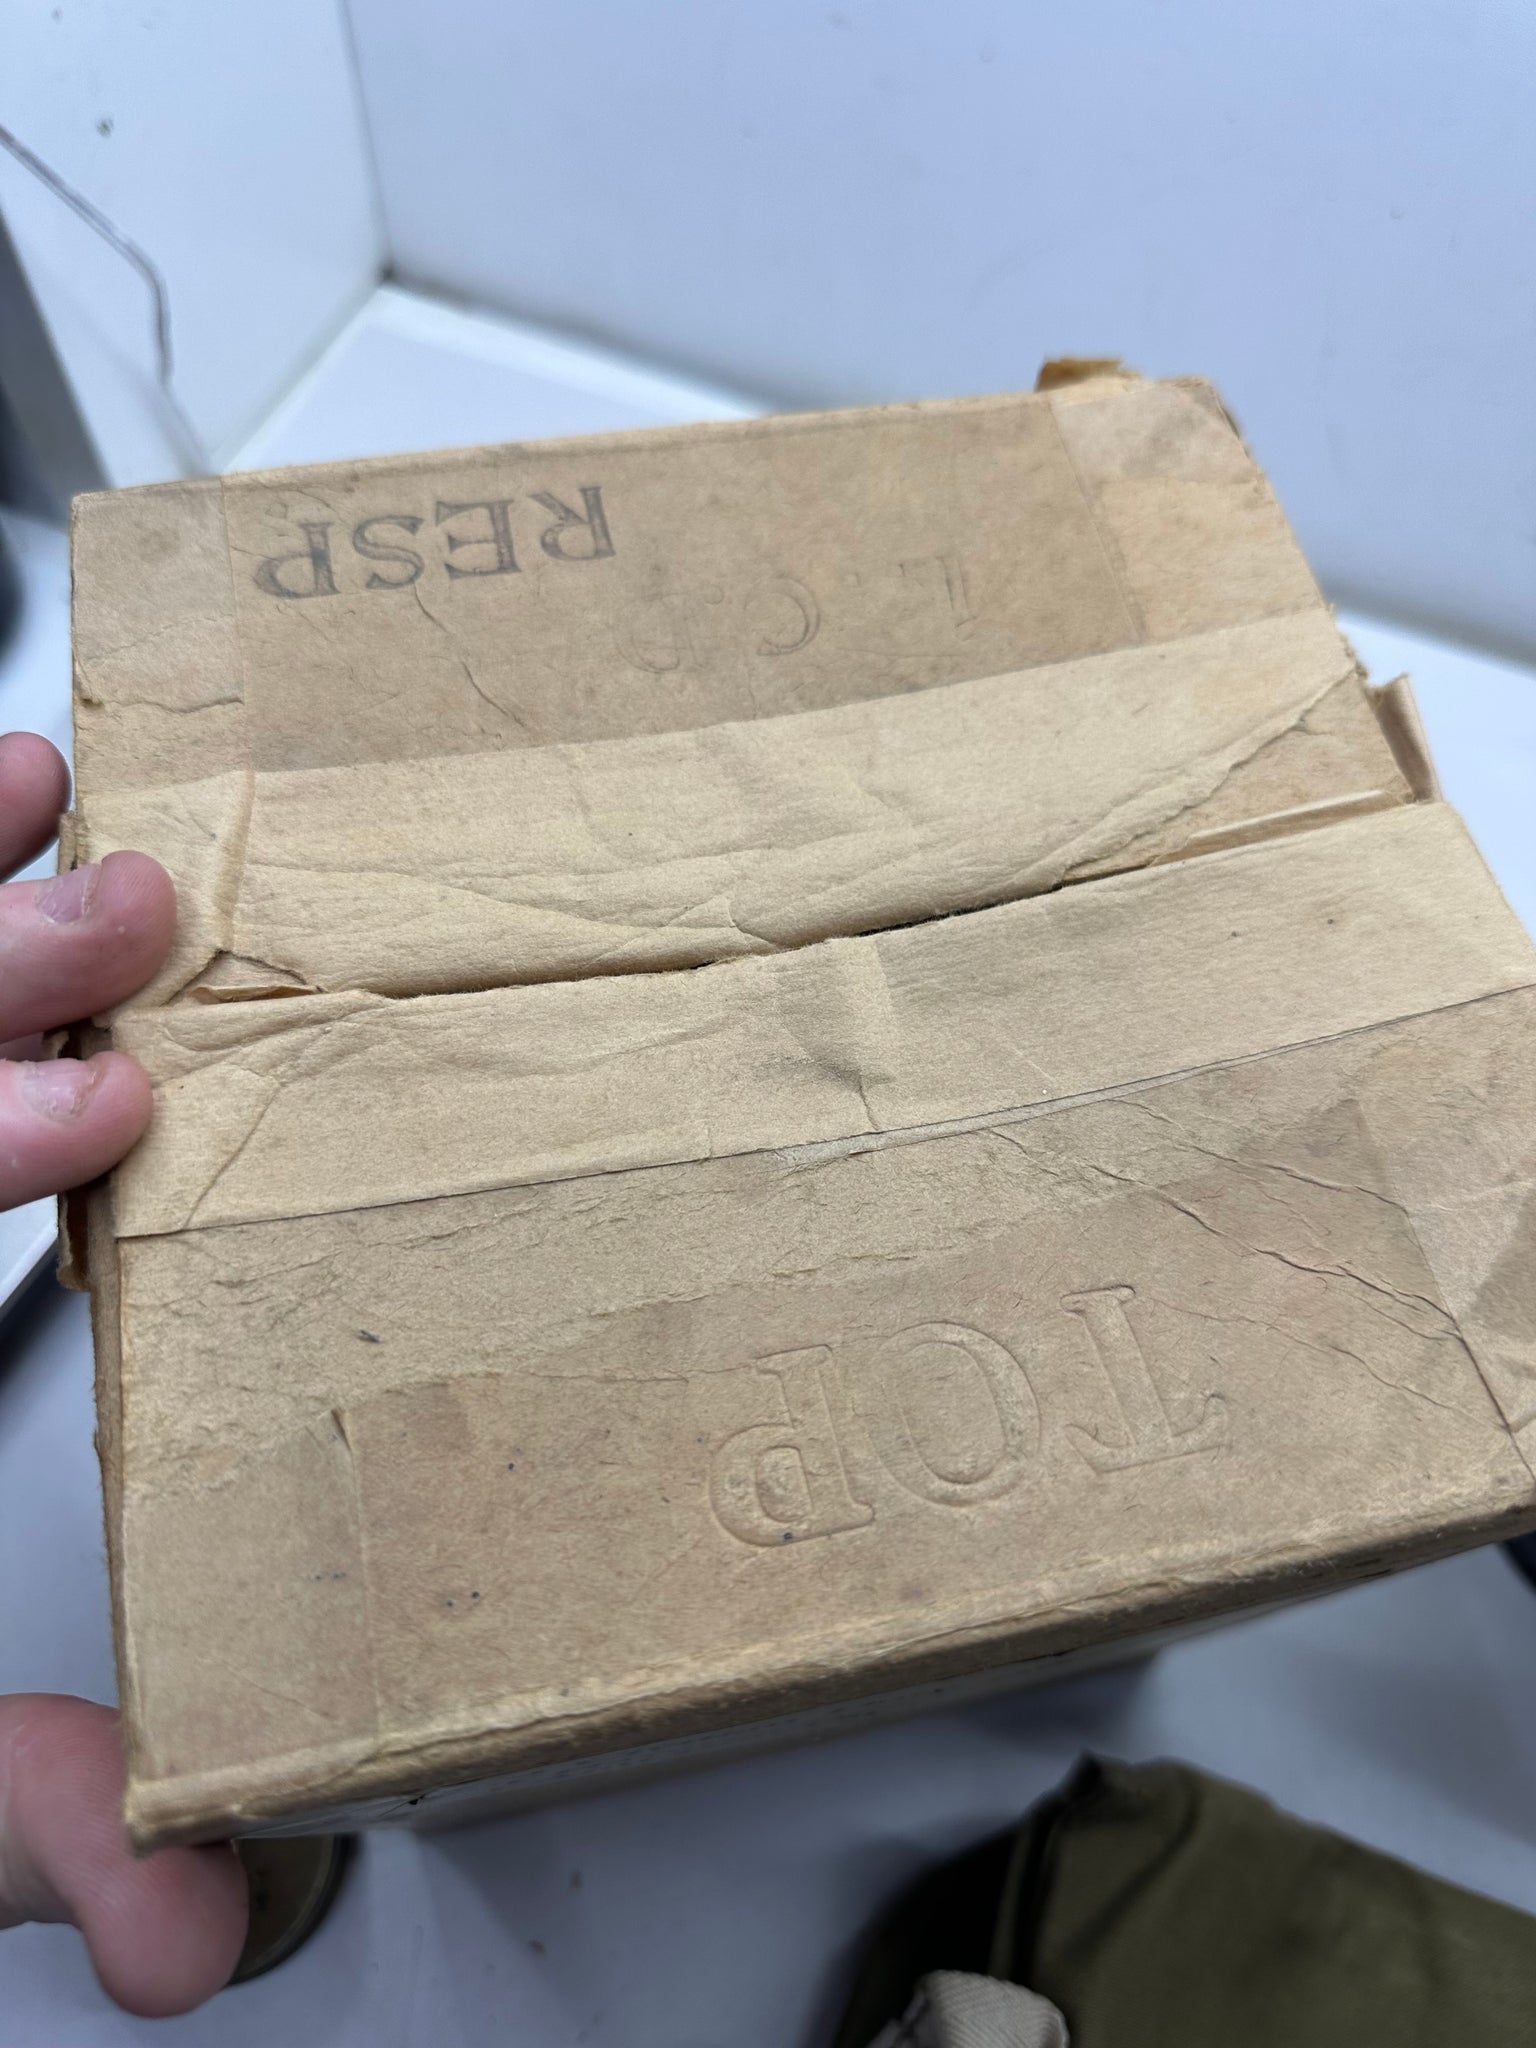 TOP
L.C.D
RESP